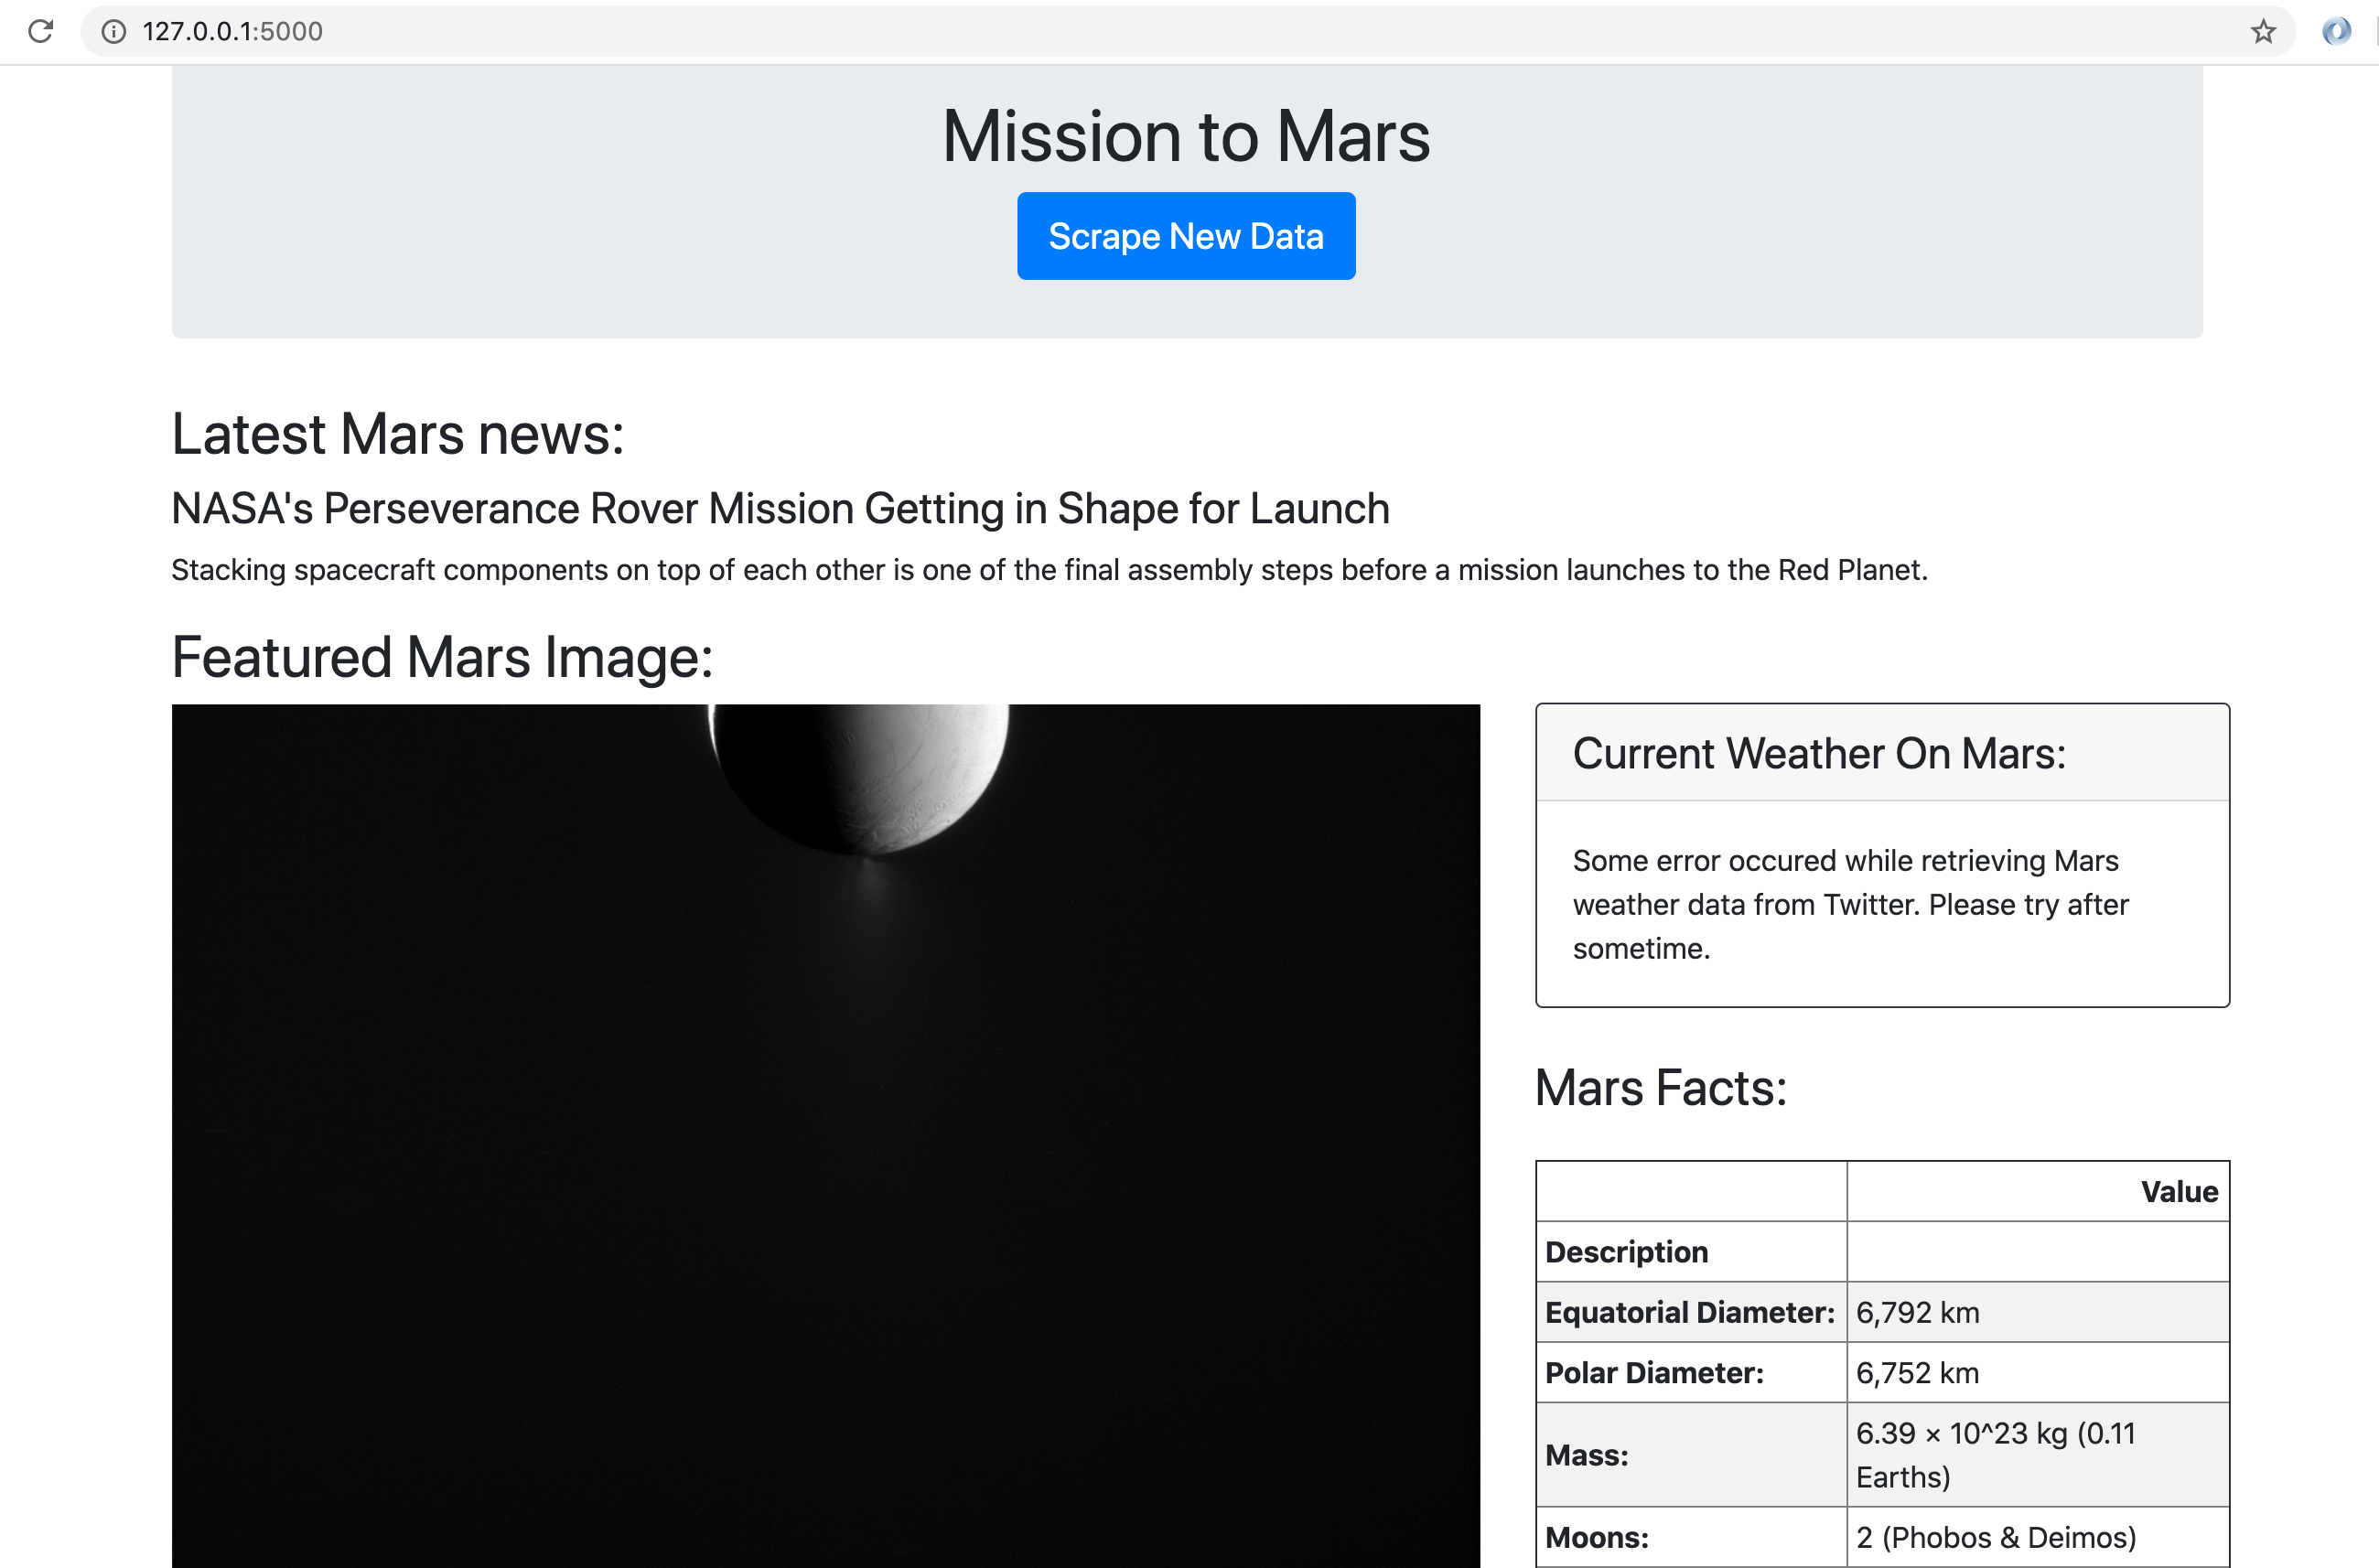 127.0.0.1:5000
Mission to Mars
Scrape New Data
Latest Mars news:
NASA's Perseverance Rover Mission Getting in Shape for Launch
Stacking spacecraft components on top of each other is one of the final assembly steps before a mission launches to the Red Planet.
Featured Mars Image:
Current Weather On Mars:
Some error occured while retrieving Mars
weather data from Twitter. Please try after
sometime.
Mars Facts:
Value
Description
Equatorial Diameter: 6,792 km
Polar Diameter: 6,752 km
Mass: 6.39 × 10^23 kg (0.11
Earths)
Moons: 2 (Phobos & Deimos)